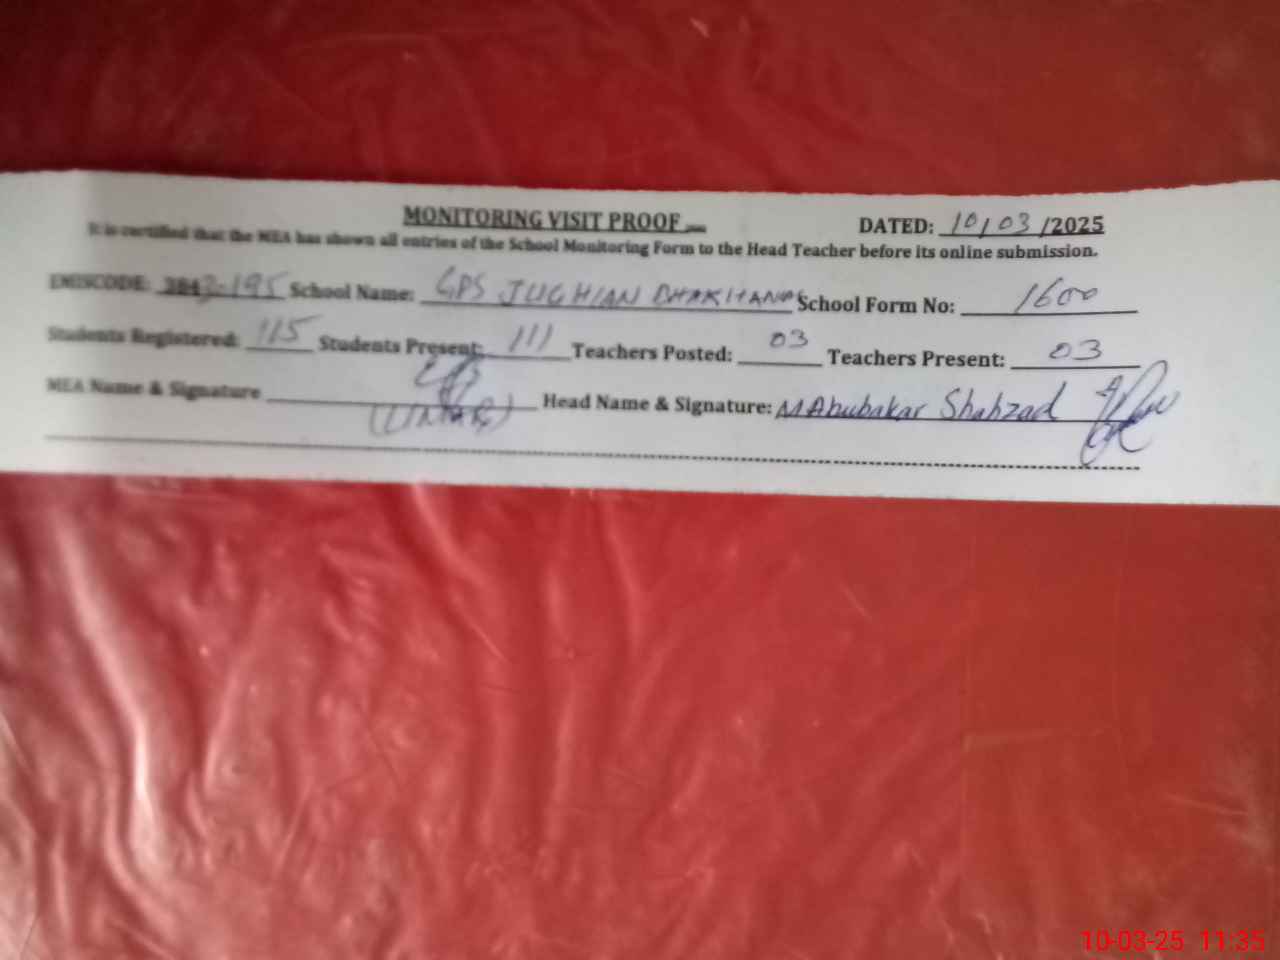 MONITORING VISIT PROOF DATED: 10/03/2025
It is certified that the MEA has shown all entries of the School Monitoring Form to the Head Teacher before its online submission.
EMISCODE: School Name: GPS JUGHIAN School Form No: 1600
Students Registered: 115 Students Present: 111 Teachers Posted: 03 Teachers Present: 03
MEA Name & Signature (UMAR) Head Name & Signature: M Abubakar Shahzad
10-03-25 11:35